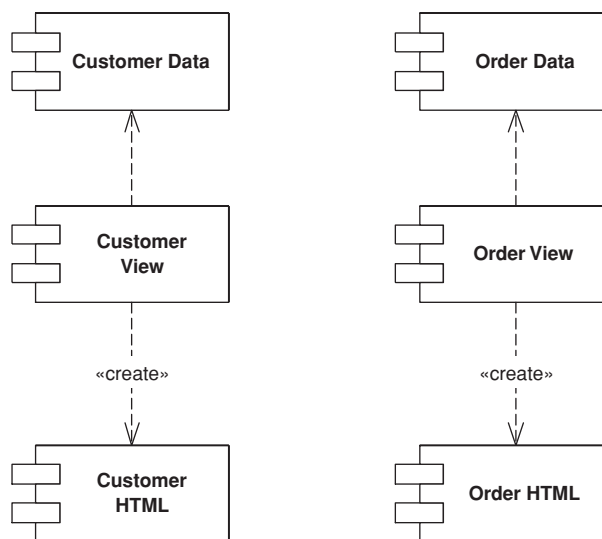 Customer Data
Order Data
Customer
View
Order View
«create»
«create»
Customer
HTML
Order HTML